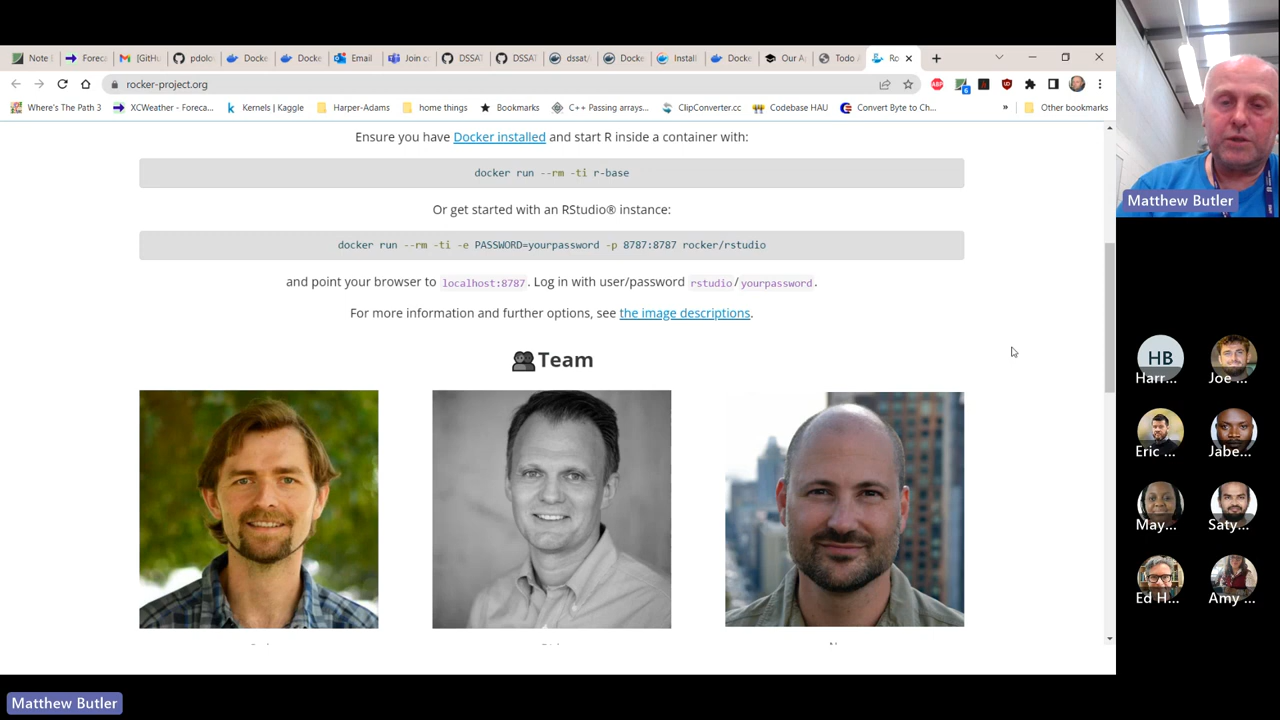 Note
Foreca
[GitHu
pdolo
Docke
Docke
Email
Join co
DSSAT
DSSAT
dssat/
Docke
Install
Docke
Our Ap
Todo A
Ro
rocker-project.org
Where's The Path 3
XCWeather - Foreca...
Kernels | Kaggle
Harper-Adams
home things
Bookmarks
C++ Passing arrays...
ClipConverter.cc
Codebase HAU
Convert Byte to Ch...
»
Other bookmarks
Ensure you have Docker installed and start R inside a container with:
docker run --rm -ti r-base
Or get started with an RStudio® instance:
docker run --rm -ti -e PASSWORD=yourpassword -p 8787:8787 rocker/rstudio
and point your browser to localhost:8787. Log in with user/password rstudio/yourpassword.
For more information and further options, see the image descriptions.
Team
Matthew Butler
HB
Harr...
Joe ...
Eric ...
Jabe...
May...
Saty...
Ed H...
Amy ...
Matthew Butler